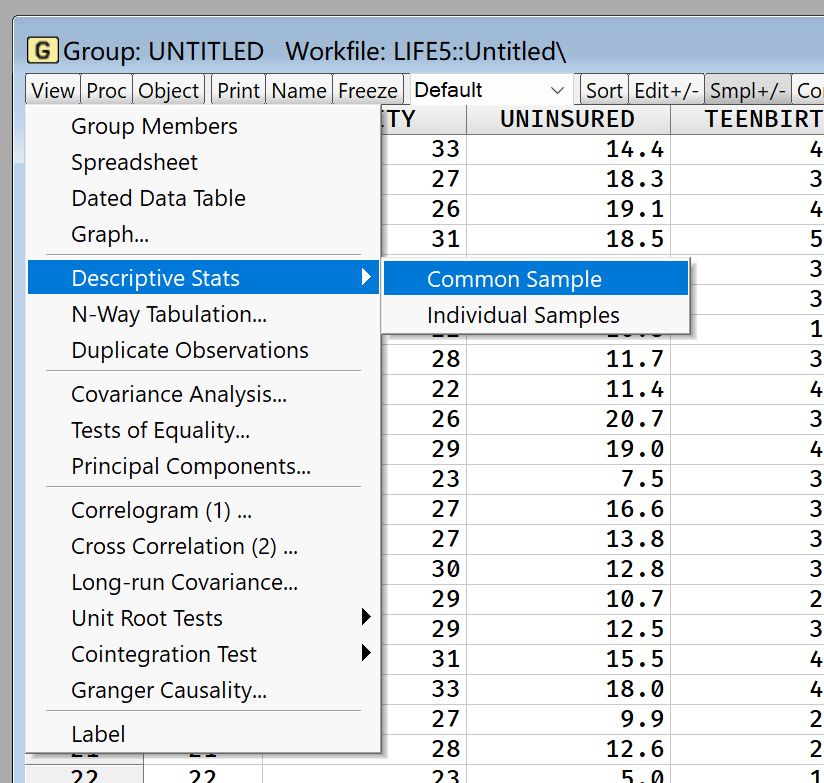 G Group: UNTITLED Workfile: LIFE5::Untitled\
View Proc Object Print Name Freeze Default Sort Edit+/- Smpl+/- Co
ITY UNINSURED TEENBIRT
Group Members
Spreadsheet
Dated Data Table
Graph...
Descriptive Stats
N-Way Tabulation...
Duplicate Observations
Covariance Analysis...
Tests of Equality...
Principal Components...
Correlogram (1) ...
Cross Correlation (2) ...
Long-run Covariance...
Unit Root Tests
Cointegration Test
Granger Causality...
Label
Common Sample
Individual Samples
33 14.4 4
27 18.3 3
26 19.1 4
31 18.5 5
3
3
1
28 11.7 3
22 11.4 4
26 20.7 3
29 19.0 4
23 7.5 3
27 16.6 3
27 13.8 3
30 12.8 3
29 10.7 2
29 12.5 3
31 15.5 4
33 18.0 4
27 9.9 2
21 21 28 12.6 2
22 22 23 5.0 1